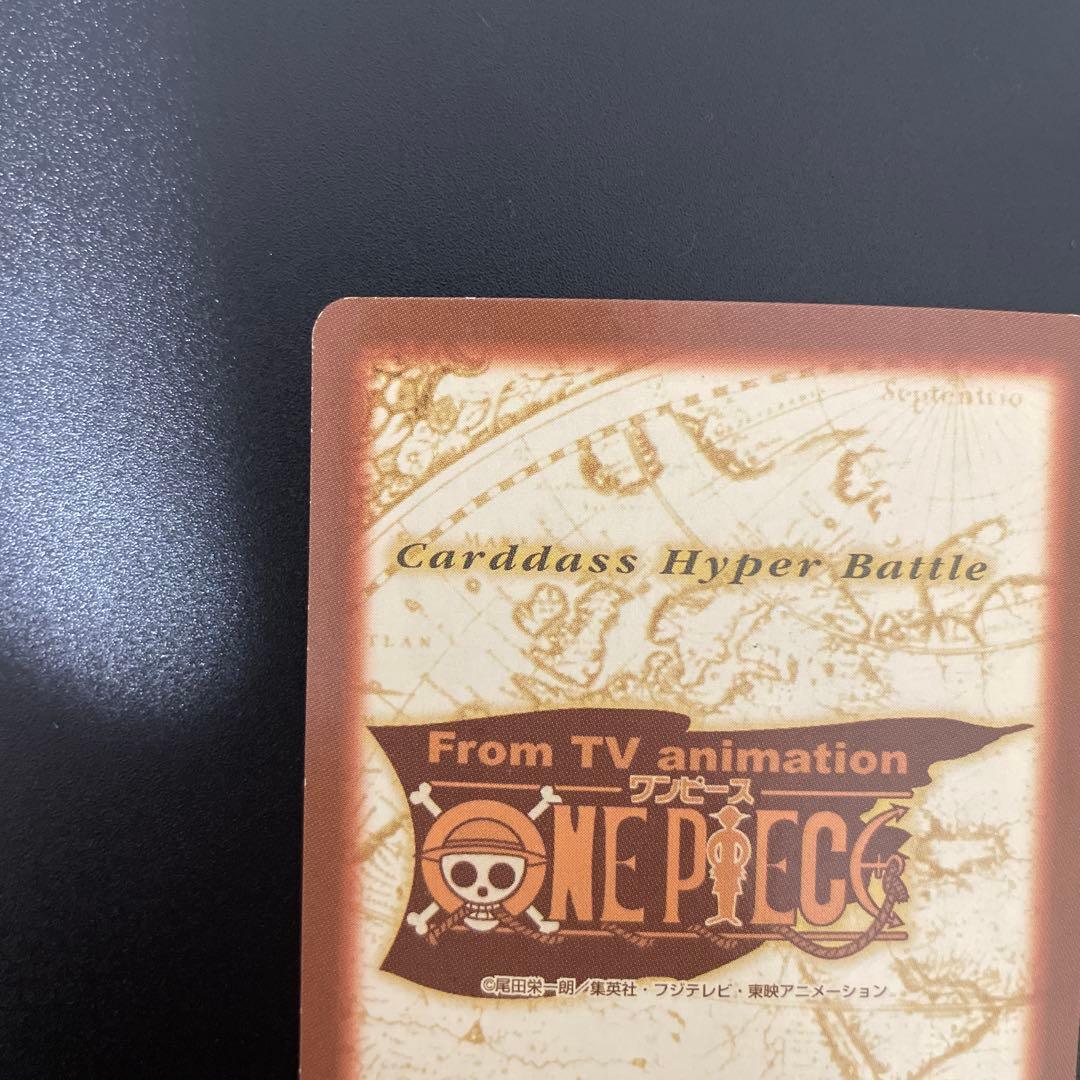 Septentrio
Carddass Hyper Battle
From TV animation
ワンピース
ONE PIECE
©尾田栄一朗／集英社・フジテレビ・東映アニメーション